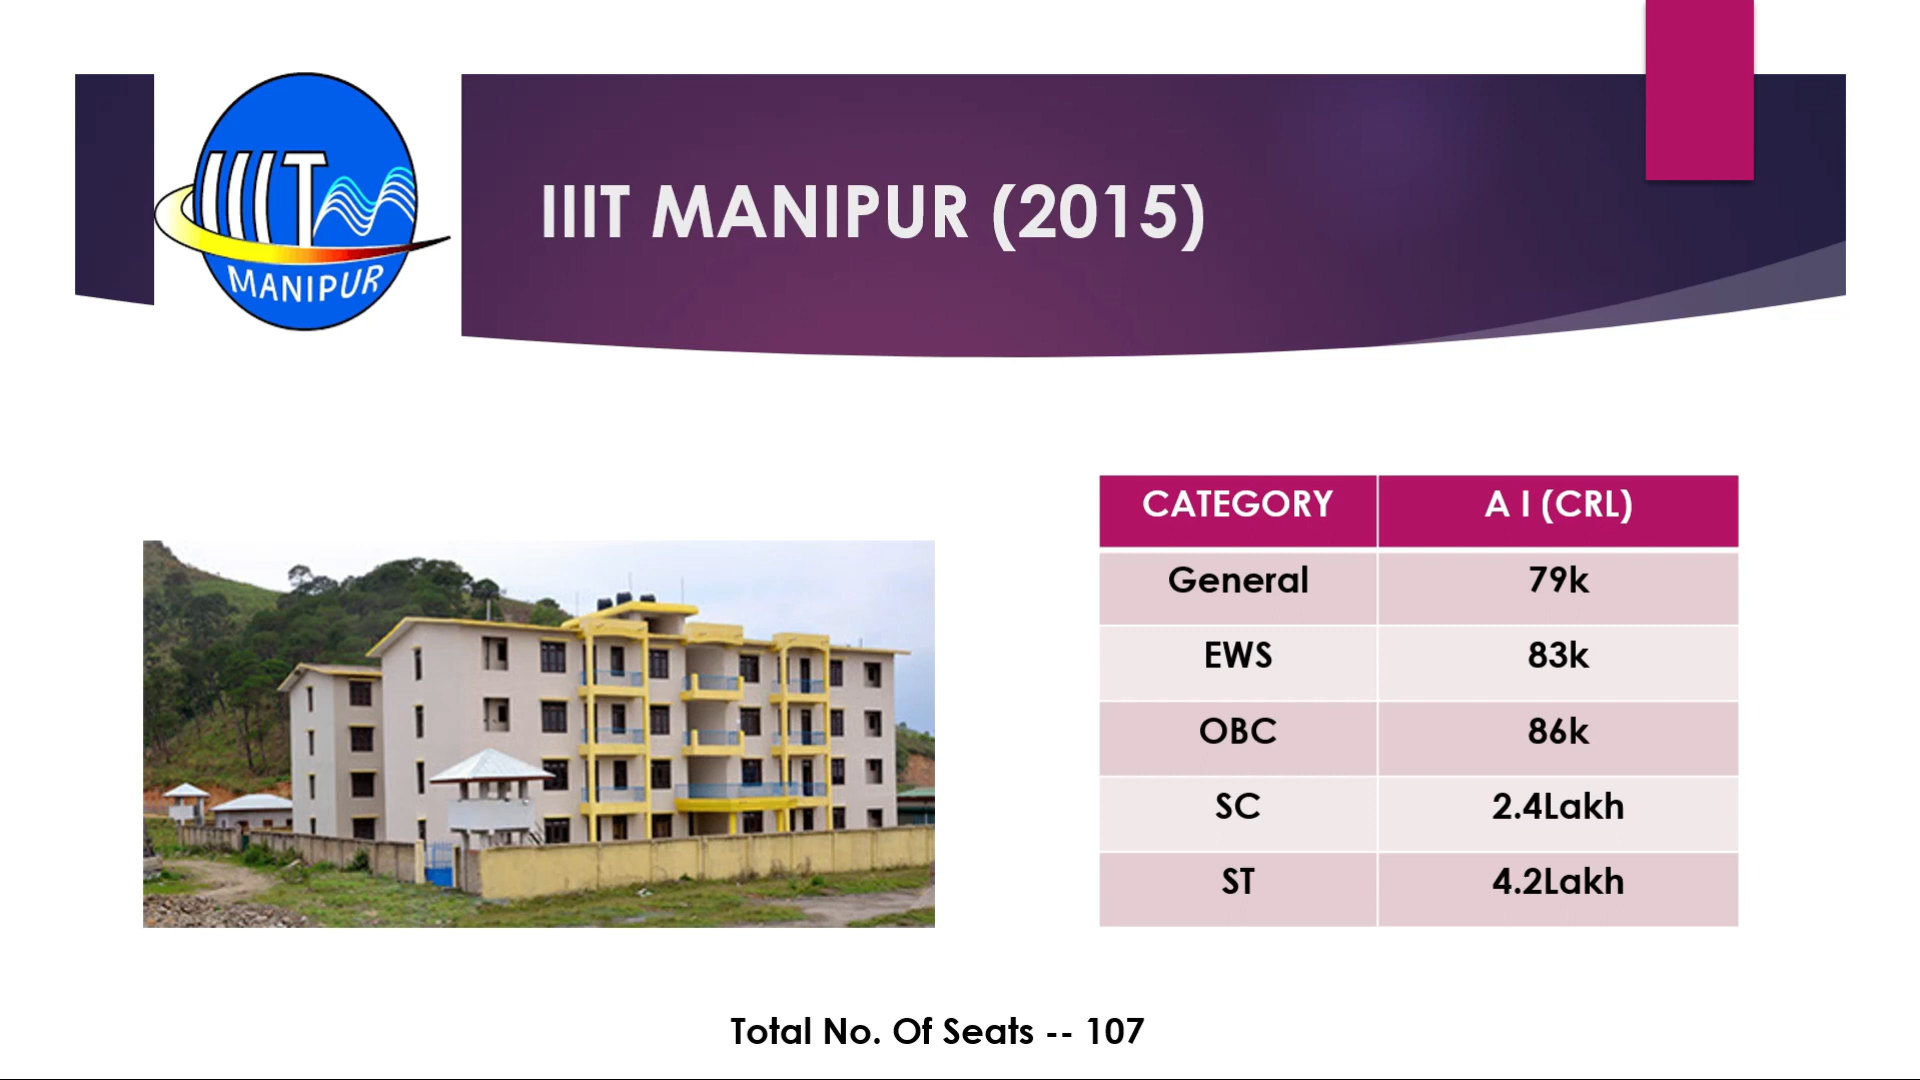 IIIT
MANIPUR
IIIT MANIPUR (2015)
CATEGORY A I (CRL)
General 79k
EWS 83k
OBC 86k
SC 2.4Lakh
ST 4.2Lakh
Total No. Of Seats -- 107